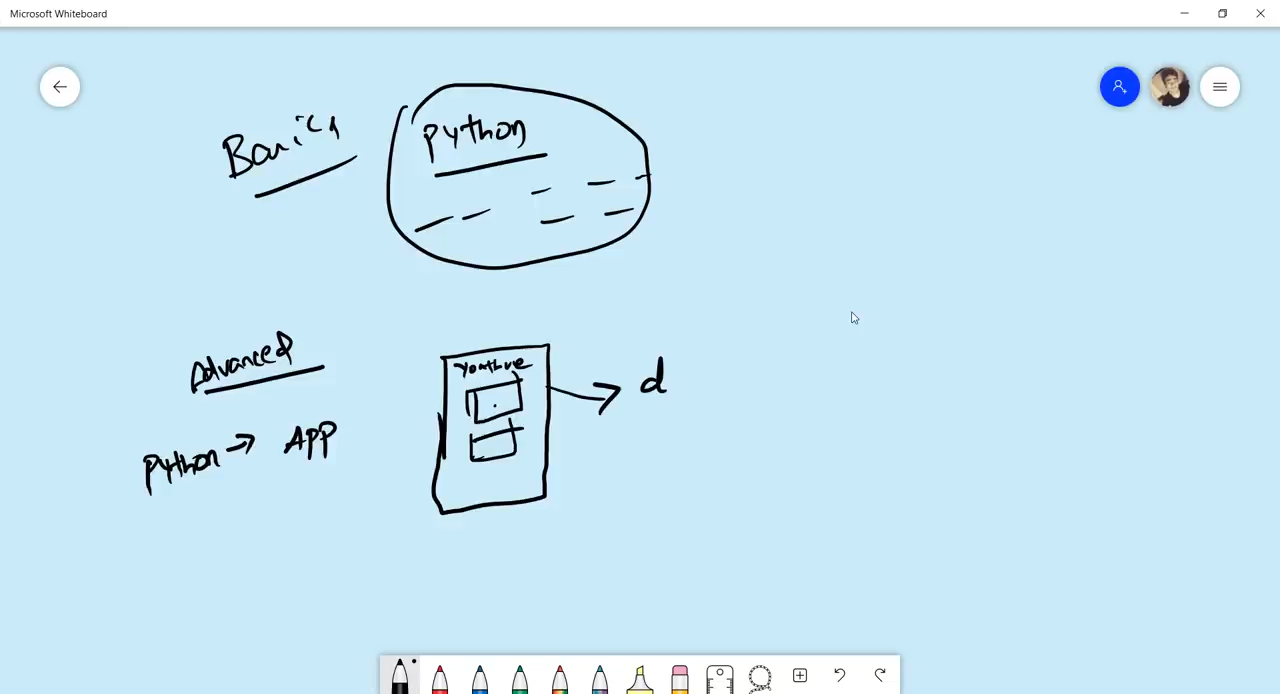 Microsoft Whiteboard
Basics
python
Advanced
Python → APP
Youtube
d